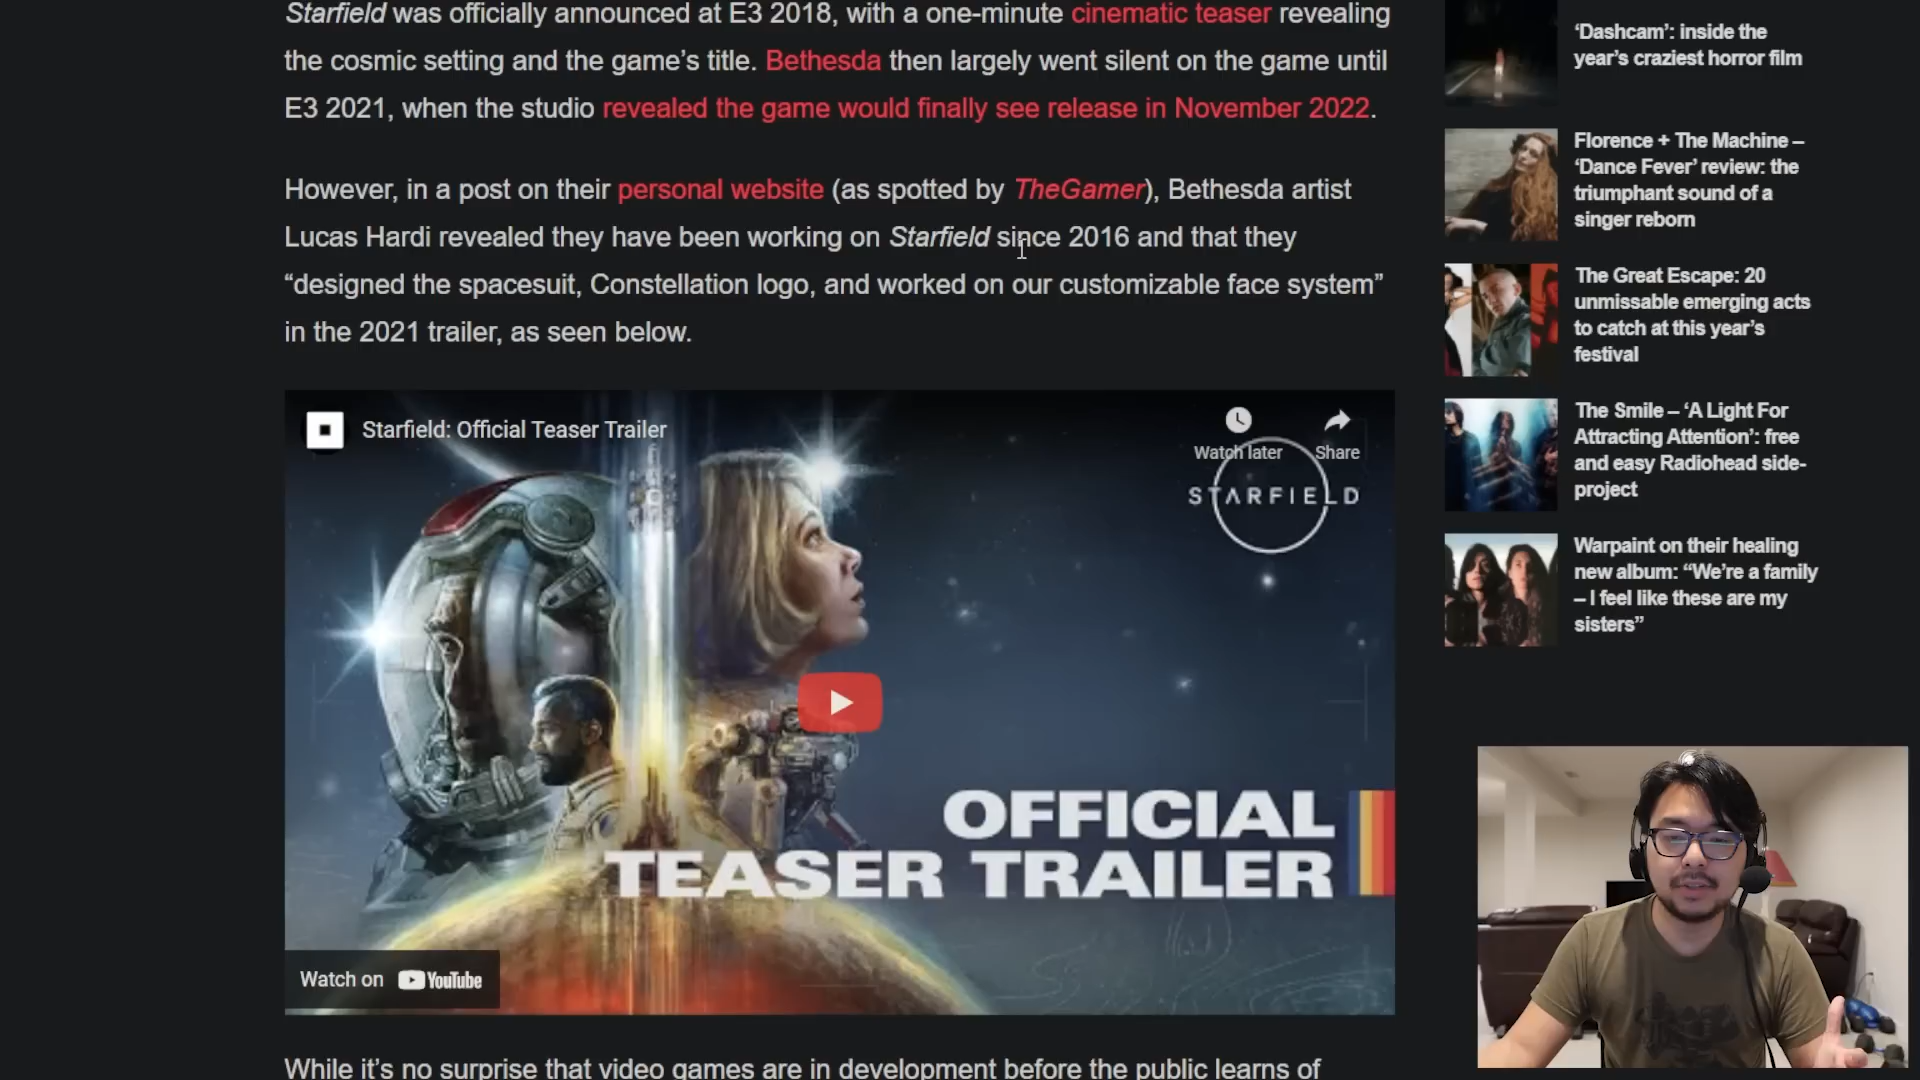 Starfield was officially announced at E3 2018, with a one-minute cinematic teaser revealing
the cosmic setting and the game’s title. Bethesda then largely went silent on the game until
E3 2021, when the studio revealed the game would finally see release in November 2022.
However, in a post on their personal website (as spotted by TheGamer), Bethesda artist
Lucas Hardi revealed they have been working on Starfield since 2016 and that they
“designed the spacesuit, Constellation logo, and worked on our customizable face system”
in the 2021 trailer, as seen below.
Starfield: Official Teaser Trailer
Watch later
Share
STARFIELD
OFFICIAL
TEASER TRAILER
Watch on YouTube
While it’s no surprise that video games are in development before the public learns of
‘Dashcam’: inside the
year’s craziest horror film
Florence + The Machine –
‘Dance Fever’ review: the
triumphant sound of a
singer reborn
The Great Escape: 20
unmissable emerging acts
to catch at this year’s
festival
The Smile – ‘A Light For
Attracting Attention’: free
and easy Radiohead side-
project
Warpaint on their healing
new album: “We’re a family
– I feel like these are my
sisters”